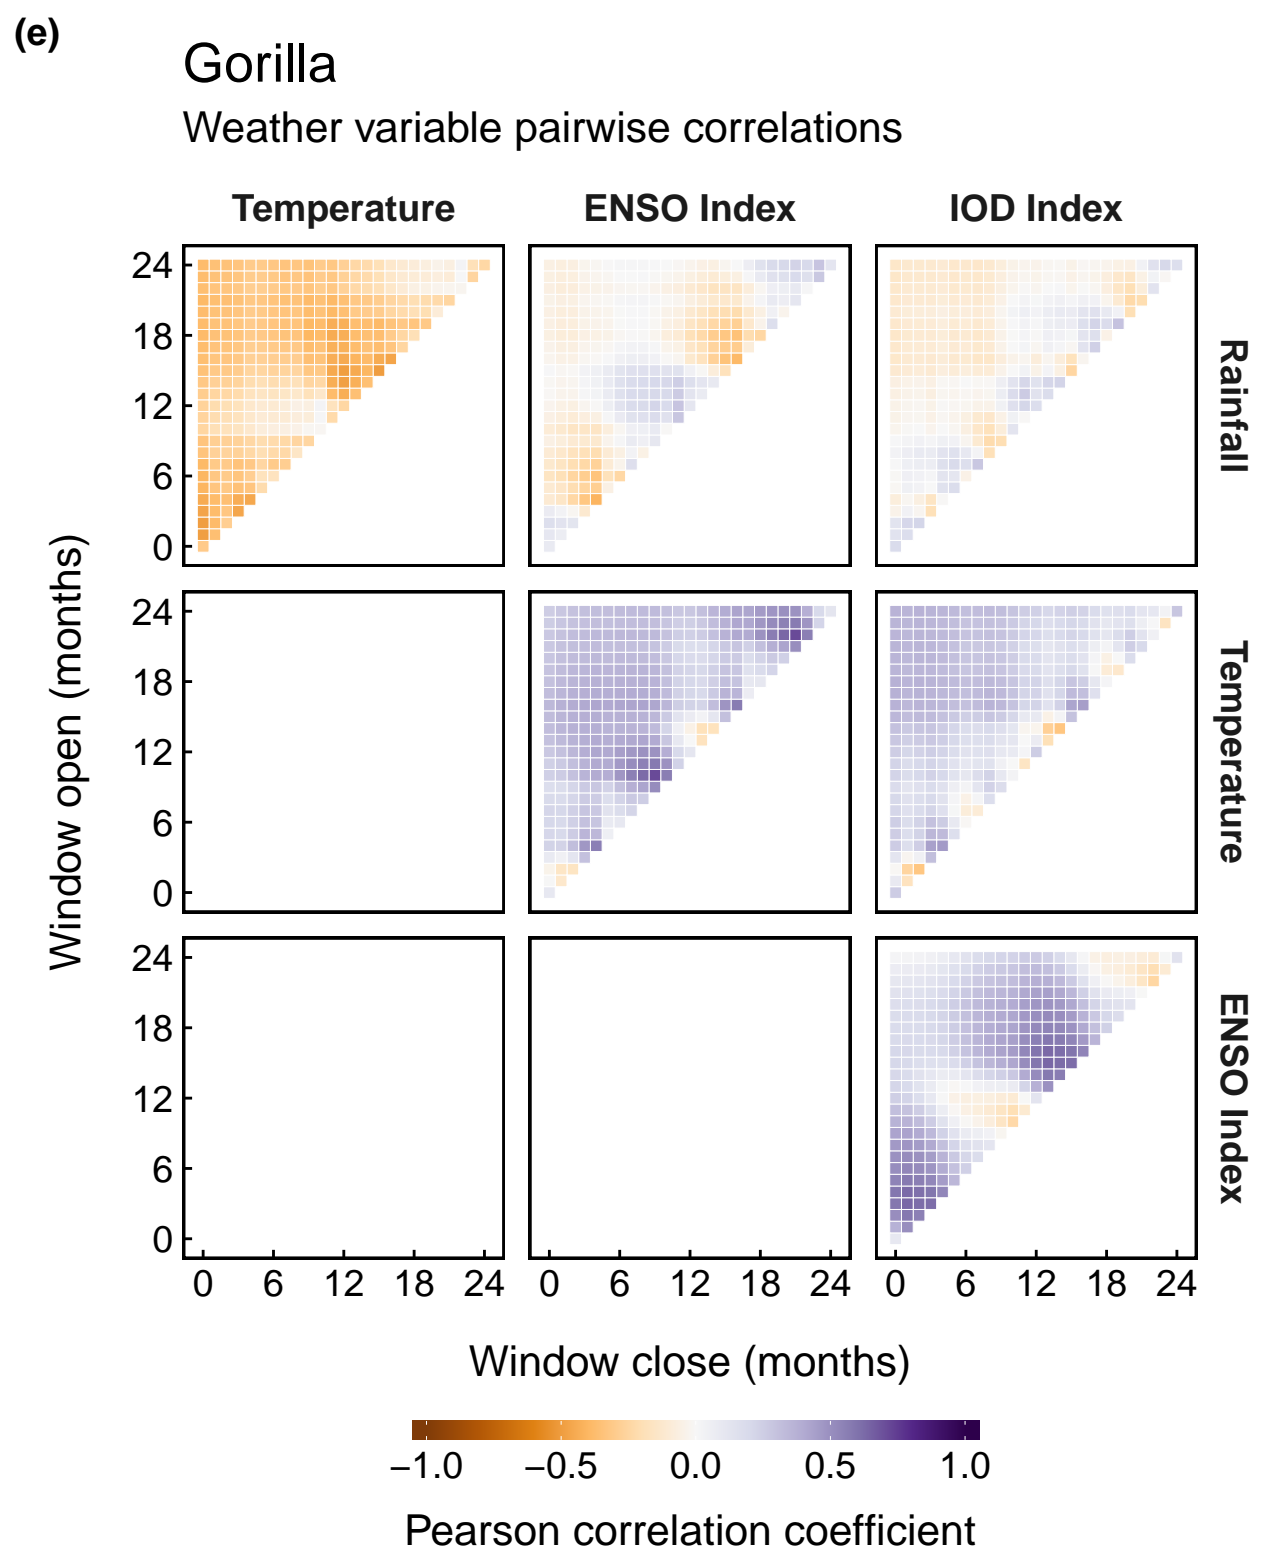 (e)
Gorilla
Weather variable pairwise correlations
Temperature ENSO Index IOD Index
24
18
12
6
0
Rainfall
Window open (months)
24
18
12
6
0
Temperature
24
18
12
6
0
ENSO Index
0 6 12 18 24 0 6 12 18 24 0 6 12 18 24
Window close (months)
−1.0 −0.5 0.0 0.5 1.0
Pearson correlation coefficient